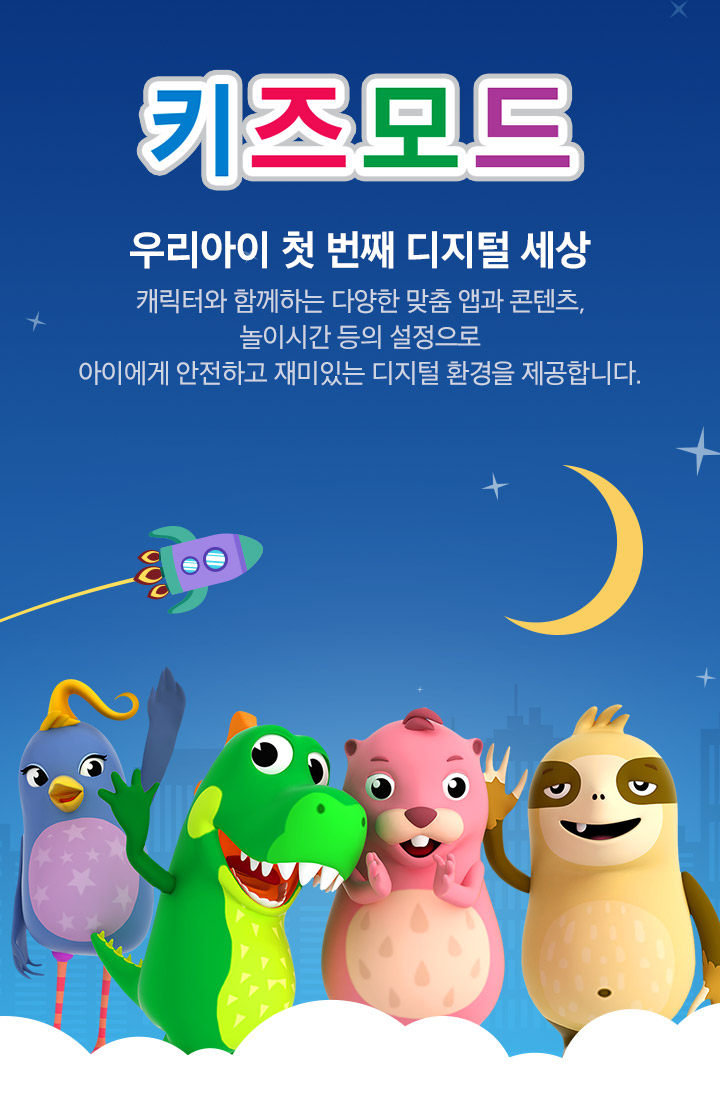 키즈모드
우리아이 첫 번째 디지털 세상
캐릭터와 함께하는 다양한 맞춤 앱과 콘텐츠,
놀이시간 등의 설정으로
아이에게 안전하고 재미있는 디지털 환경을 제공합니다.